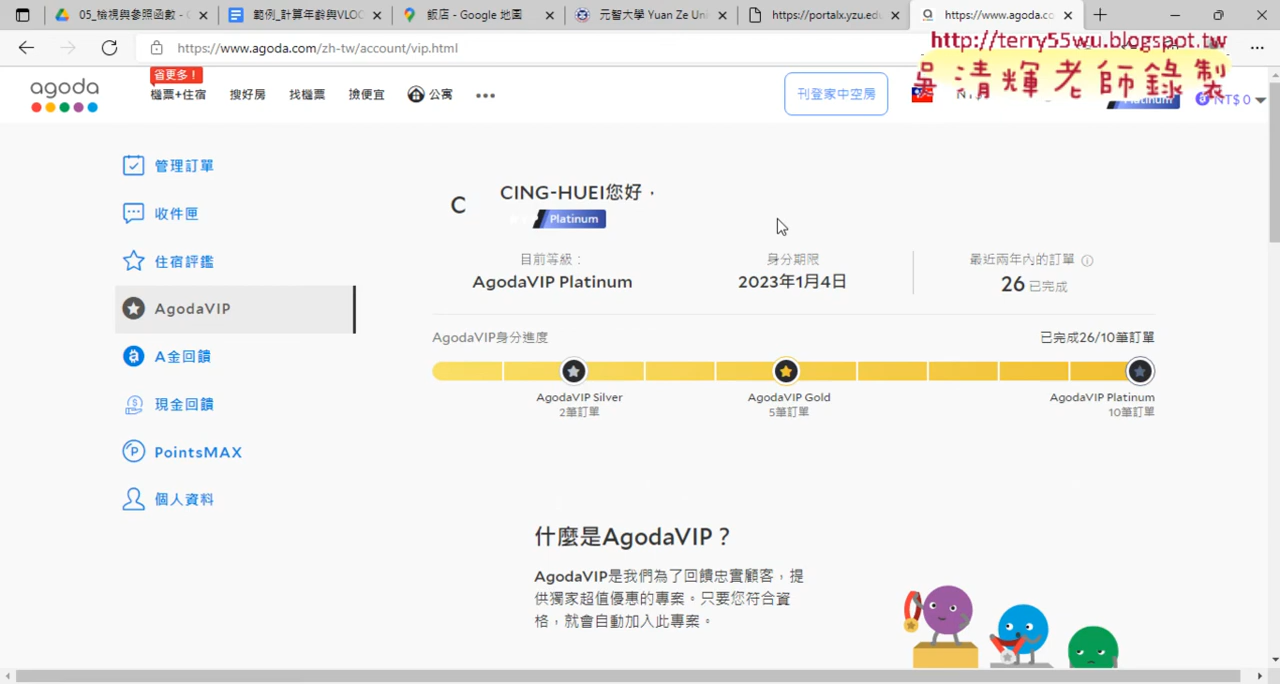 05_檢視與參照函數 - G
範例_計算年齡與VLOC
飯店 - Google 地圖
元智大學 Yuan Ze Uni
https://portalx.yzu.edu.
https://www.agoda.co
https://www.agoda.com/zh-tw/account/vip.html
http://terry55wu.blogspot.tw
吳清輝老師錄製
agoda
省更多！
機票+住宿
搜好房
找機票
撿便宜
公寓
刊登家中空房
Platinum
NT$ 0
管理訂單
收件匣
住宿評鑑
AgodaVIP
A金回饋
現金回饋
PointsMAX
個人資料
C
CING-HUEI您好，
Platinum
目前等級：
AgodaVIP Platinum
身分期限
2023年1月4日
最近兩年內的訂單
26 已完成
AgodaVIP身分進度
已完成26/10筆訂單
AgodaVIP Silver
2筆訂單
AgodaVIP Gold
5筆訂單
AgodaVIP Platinum
10筆訂單
什麼是AgodaVIP？
AgodaVIP是我們為了回饋忠實顧客，提
供獨家超值優惠的專案。只要您符合資
格，就會自動加入此專案。